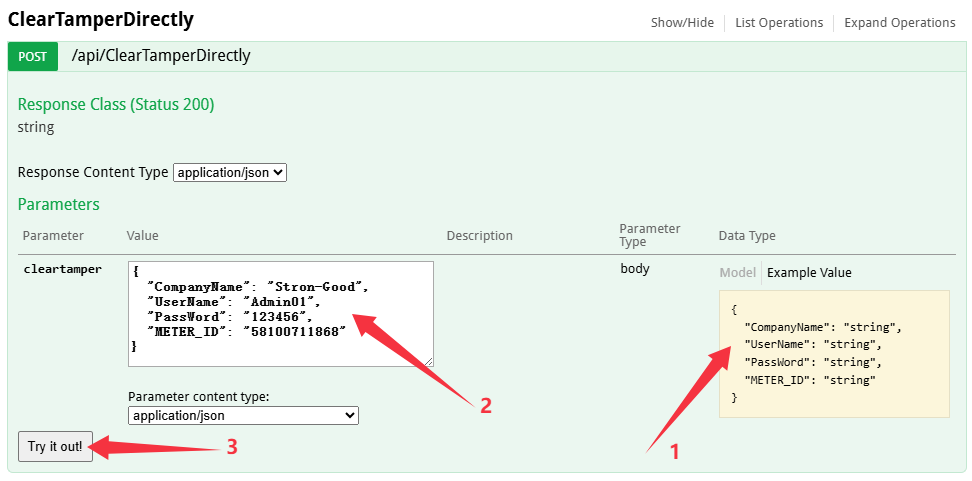 ClearTamperDirectly
Show/Hide List Operations Expand Operations
POST /api/ClearTamperDirectly
Response Class (Status 200)
string
Response Content Type application/json
Parameters
Parameter Value Description Parameter Type Data Type
cleartamper
{
"CompanyName": "Stron-Good",
"UserName": "Admin01",
"PassWord": "123456",
"METER_ID": "58100711868"
}
body
Model Example Value
{
"CompanyName": "string",
"UserName": "string",
"PassWord": "string",
"METER_ID": "string"
}
2
1
Parameter content type:
application/json
Try it out!
3